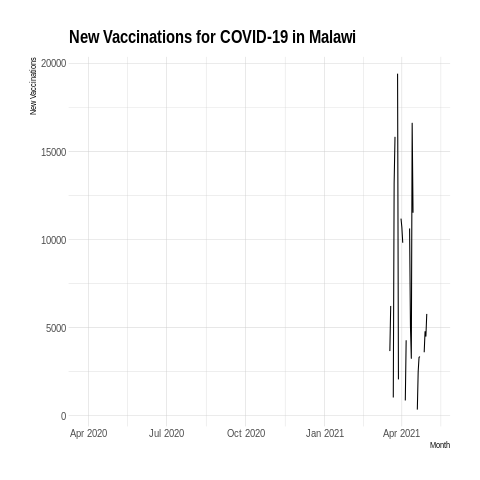 New Vaccinations for COVID-19 in Malawi
New Vaccinations
20000
15000
10000
5000
0
Apr 2020 Jul 2020 Oct 2020 Jan 2021 Apr 2021
Month